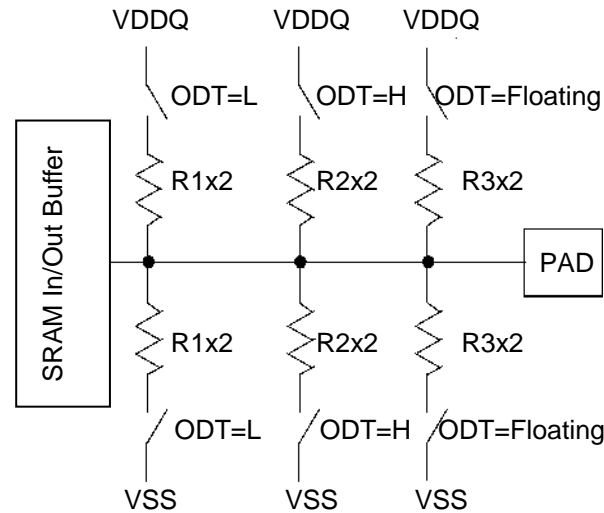 VDDQ VDDQ VDDQ
ODT=L ODT=H ODT=Floating
R1x2 R2x2 R3x2
SRAM In/Out Buffer
PAD
R1x2 R2x2 R3x2
ODT=L ODT=H ODT=Floating
VSS VSS VSS